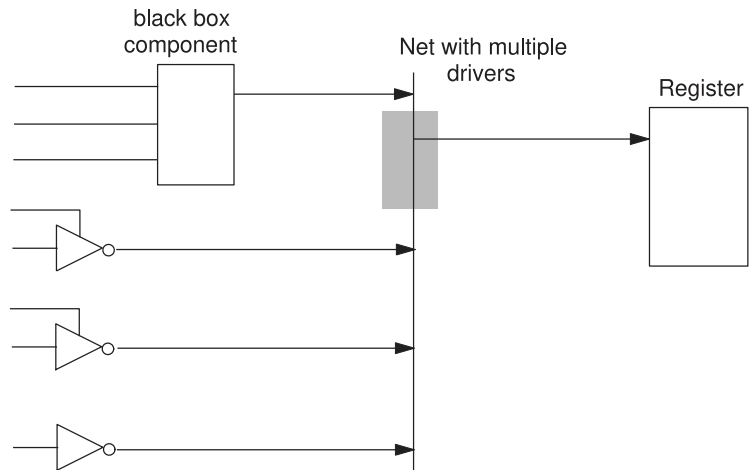 black box
component
Net with multiple
drivers
Register